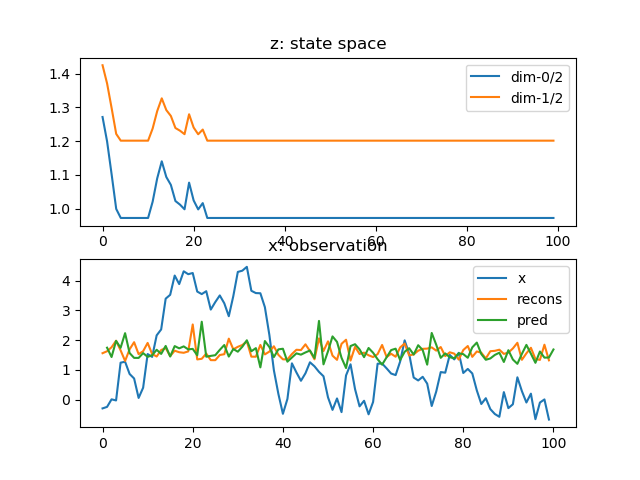 z: state space
1.4
1.3
1.2
1.1
1.0
dim-0/2
dim-1/2
0 20 40 60 80 100
x: observation
4
3
2
1
0
x
recons
pred
0 20 40 60 80 100